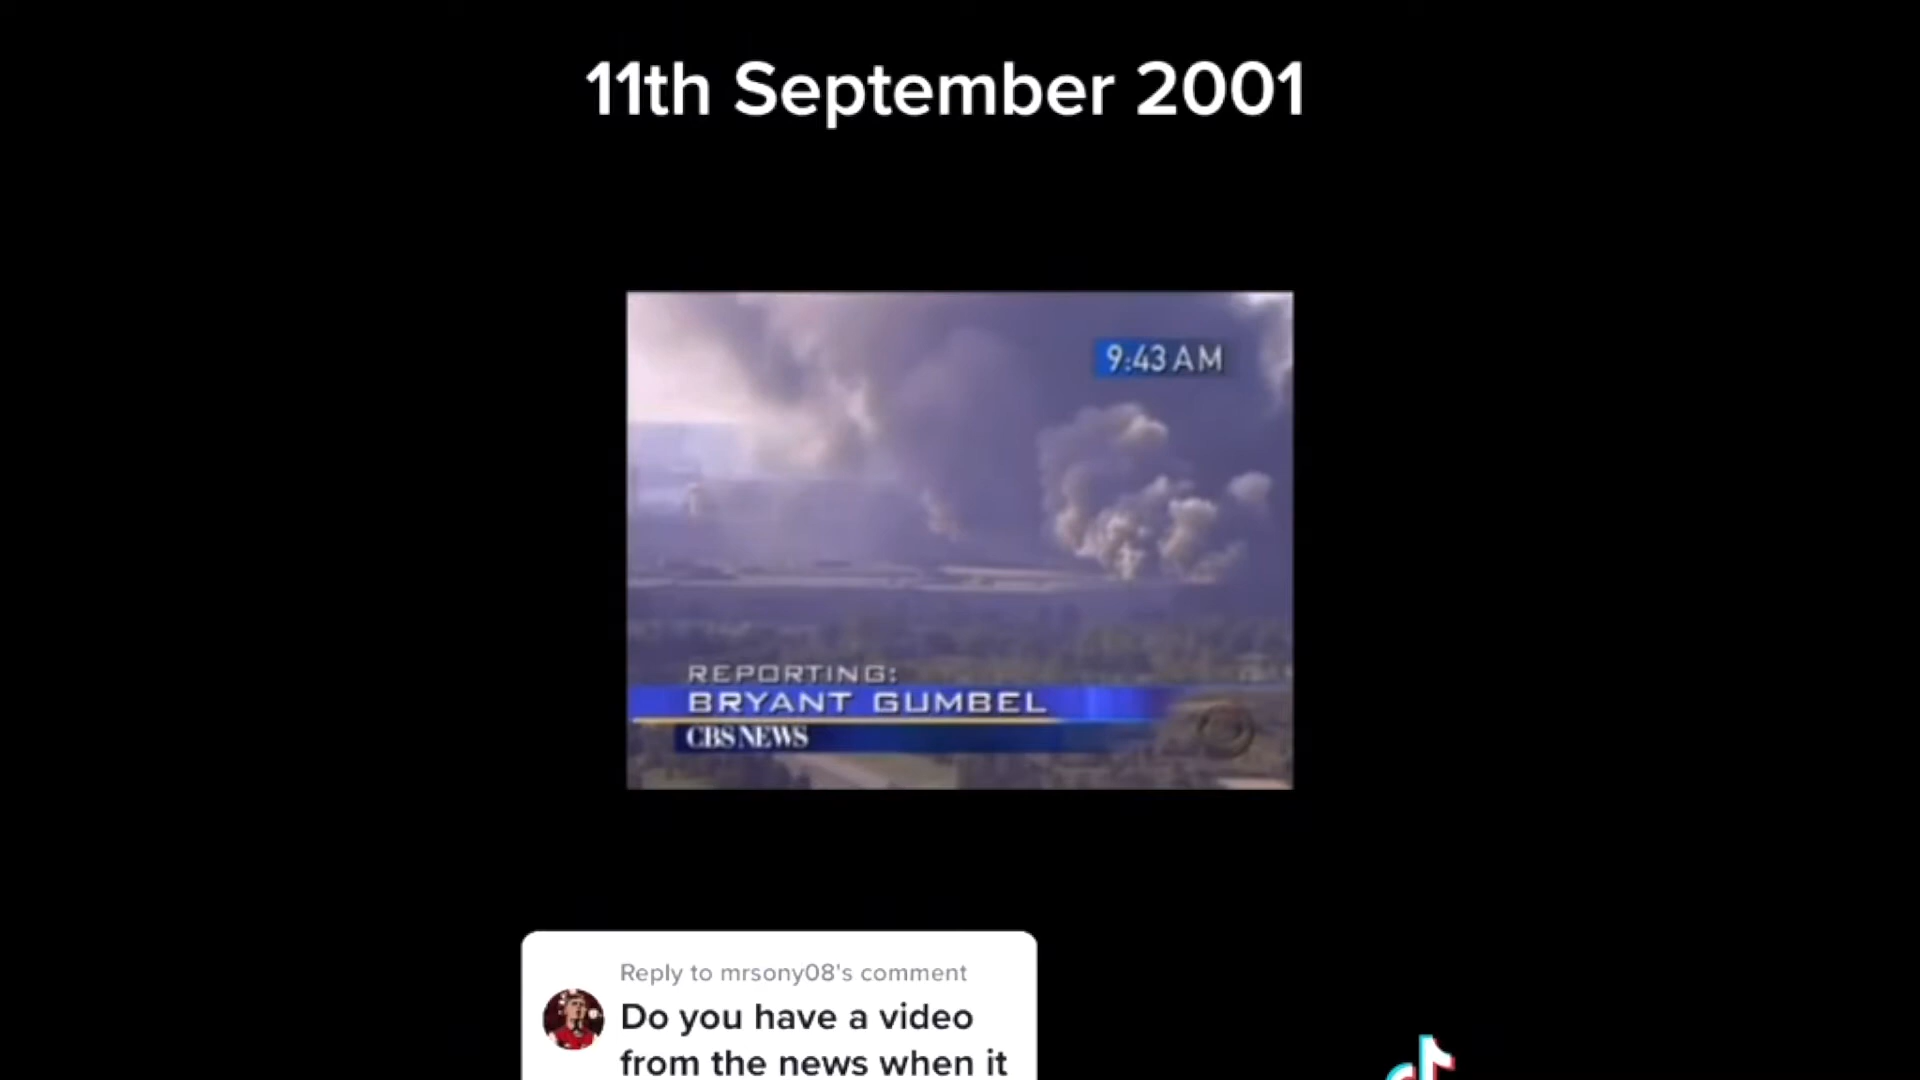 11th September 2001
9:43 AM
REPORTING:
BRYANT GUMBEL
CBS NEWS
Reply to mrsony08's comment
Do you have a video
from the news when it